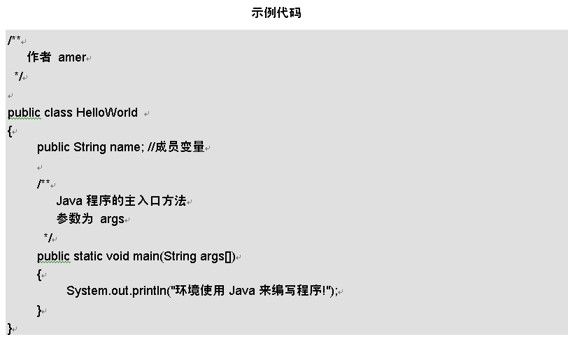 示例代码
/**
作者 amer
*/
public class HelloWorld
{
public String name; //成员变量
/**
Java 程序的主入口方法
参数为 args
*/
public static void main(String args[])
{
System.out.println("环境使用 Java 来编写程序!");
}
}